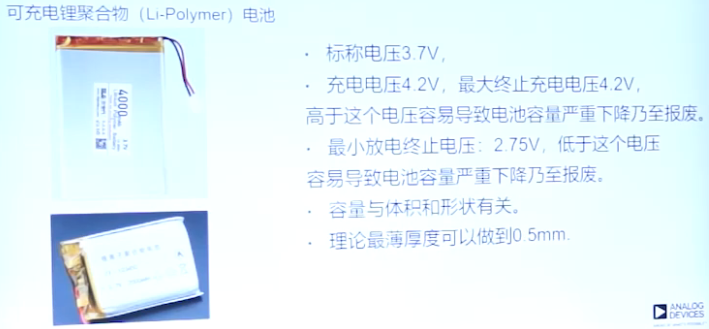 可充电锂聚合物（Li-Polymer）电池
· 标称电压3.7V，
· 充电电压4.2V，最大终止充电电压4.2V，
高于这个电压容易导致电池容量严重下降乃至报废。
· 最小放电终止电压：2.75V，低于这个电压
容易导致电池容量严重下降乃至报废。
· 容量与体积和形状有关。
· 理论最薄厚度可以做到0.5mm.
4000
ANALOG
DEVICES